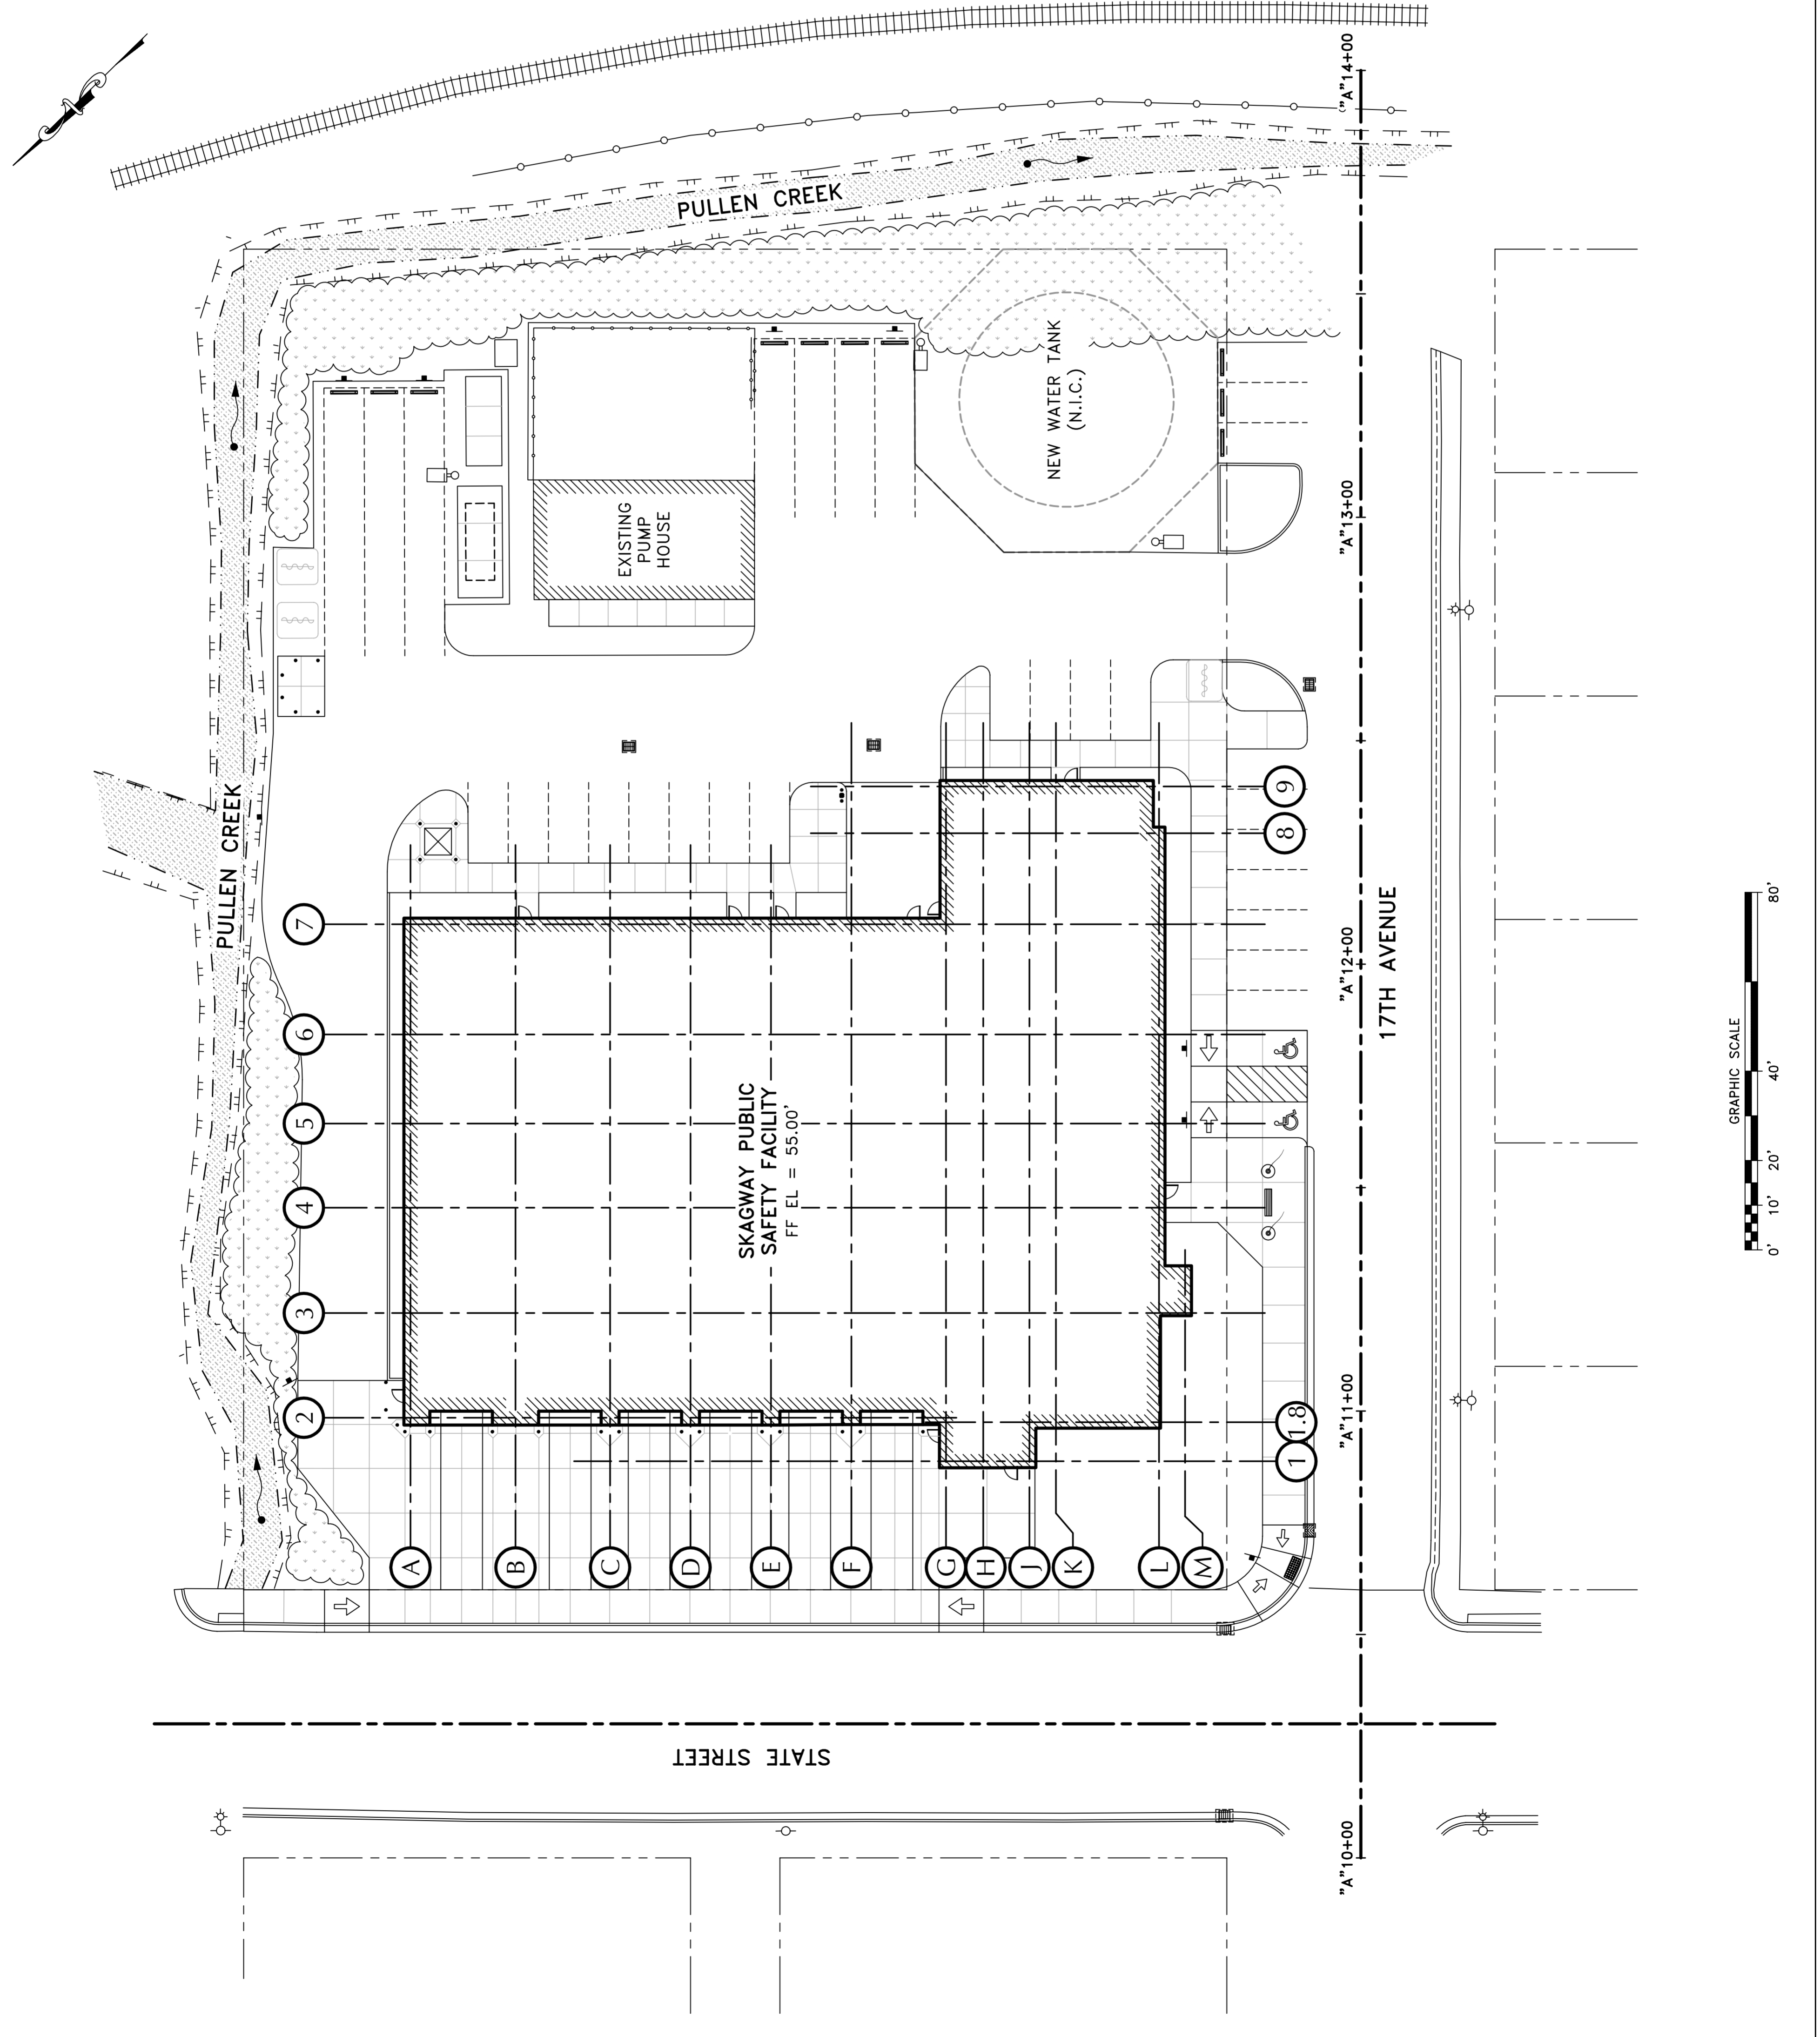 "A"14+00
PULLEN CREEK
NEW WATER TANK
(N.I.C.)
EXISTING
PUMP
HOUSE
"A"13+00
PULLEN CREEK
9
8
7
6
5
4
3
2
1.8
1
SKAGWAY PUBLIC
SAFETY FACILITY
FF EL = 55.00'
"A"12+00
17TH AVENUE
"A"11+00
A
B
C
D
E
F
G
H
J
K
L
M
STATE STREET
"A"10+00
GRAPHIC SCALE
0'
10'
20'
40'
80'